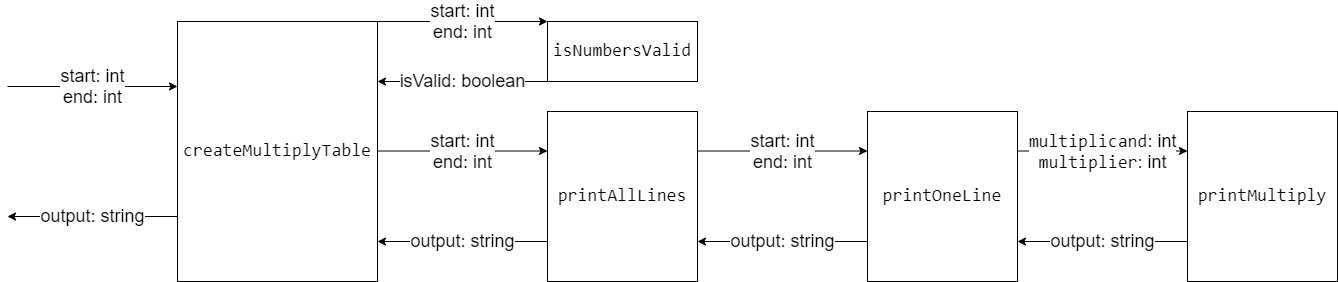 start: int
end: int
isNumbersValid
isValid: boolean
start: int
end: int
createMultiplyTable
output: string
start: int
end: int
printAllLines
output: string
start: int
end: int
printOneLine
output: string
multiplicand: int
multiplier: int
printMultiply
output: string